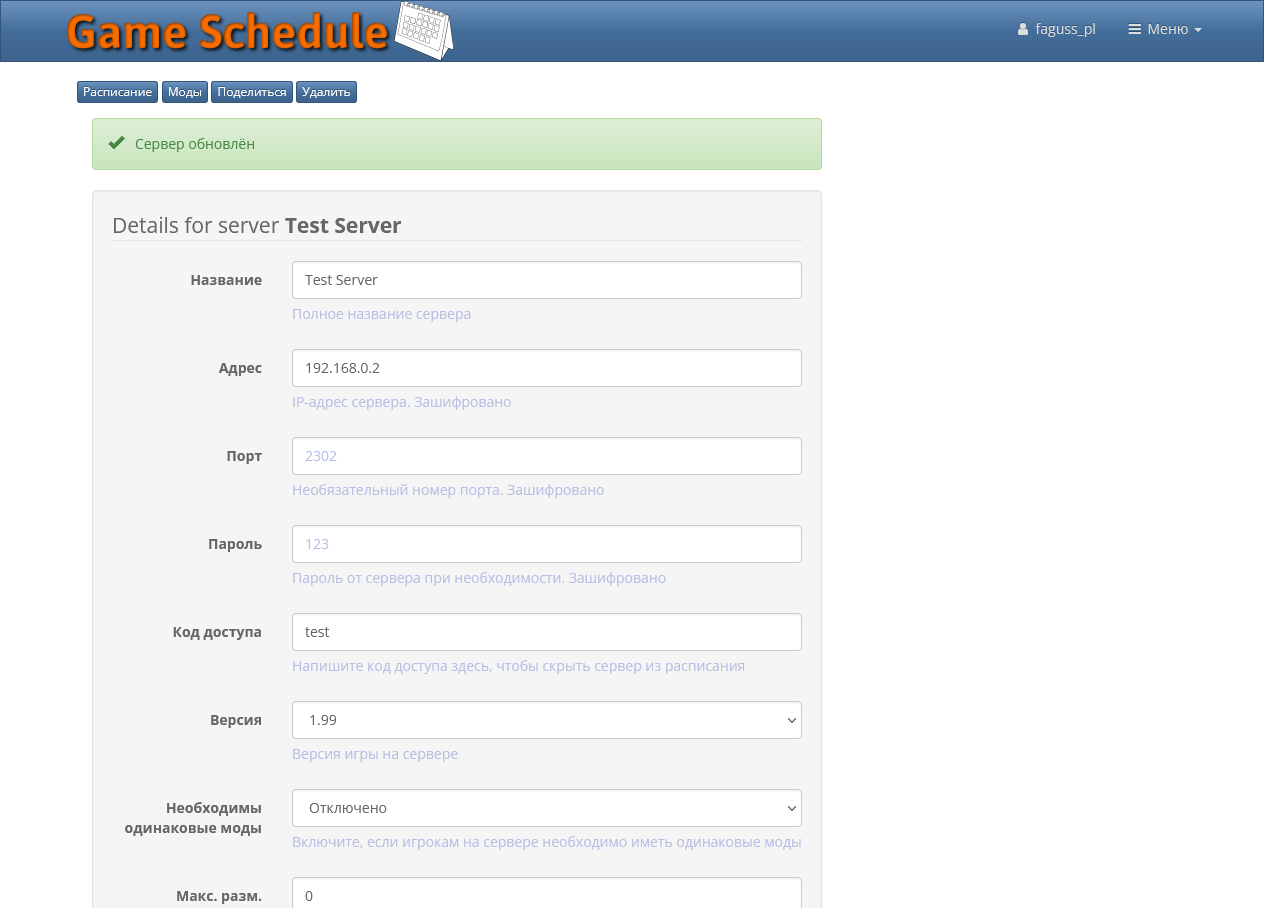 Game Schedule
faguss_pl
Меню
Расписание Моды Поделиться Удалить
Сервер обновлён
Details for server Test Server
Название
Test Server
Полное название сервера
Адрес
192.168.0.2
IP-адрес сервера. Зашифровано
Порт
2302
Необязательный номер порта. Зашифровано
Пароль
123
Пароль от сервера при необходимости. Зашифровано
Код доступа
test
Напишите код доступа здесь, чтобы скрыть сервер из расписания
Версия
1.99
Версия игры на сервере
Необходимы
одинаковые моды
Отключено
Включите, если игрокам на сервере необходимо иметь одинаковые моды
Макс. разм.
0